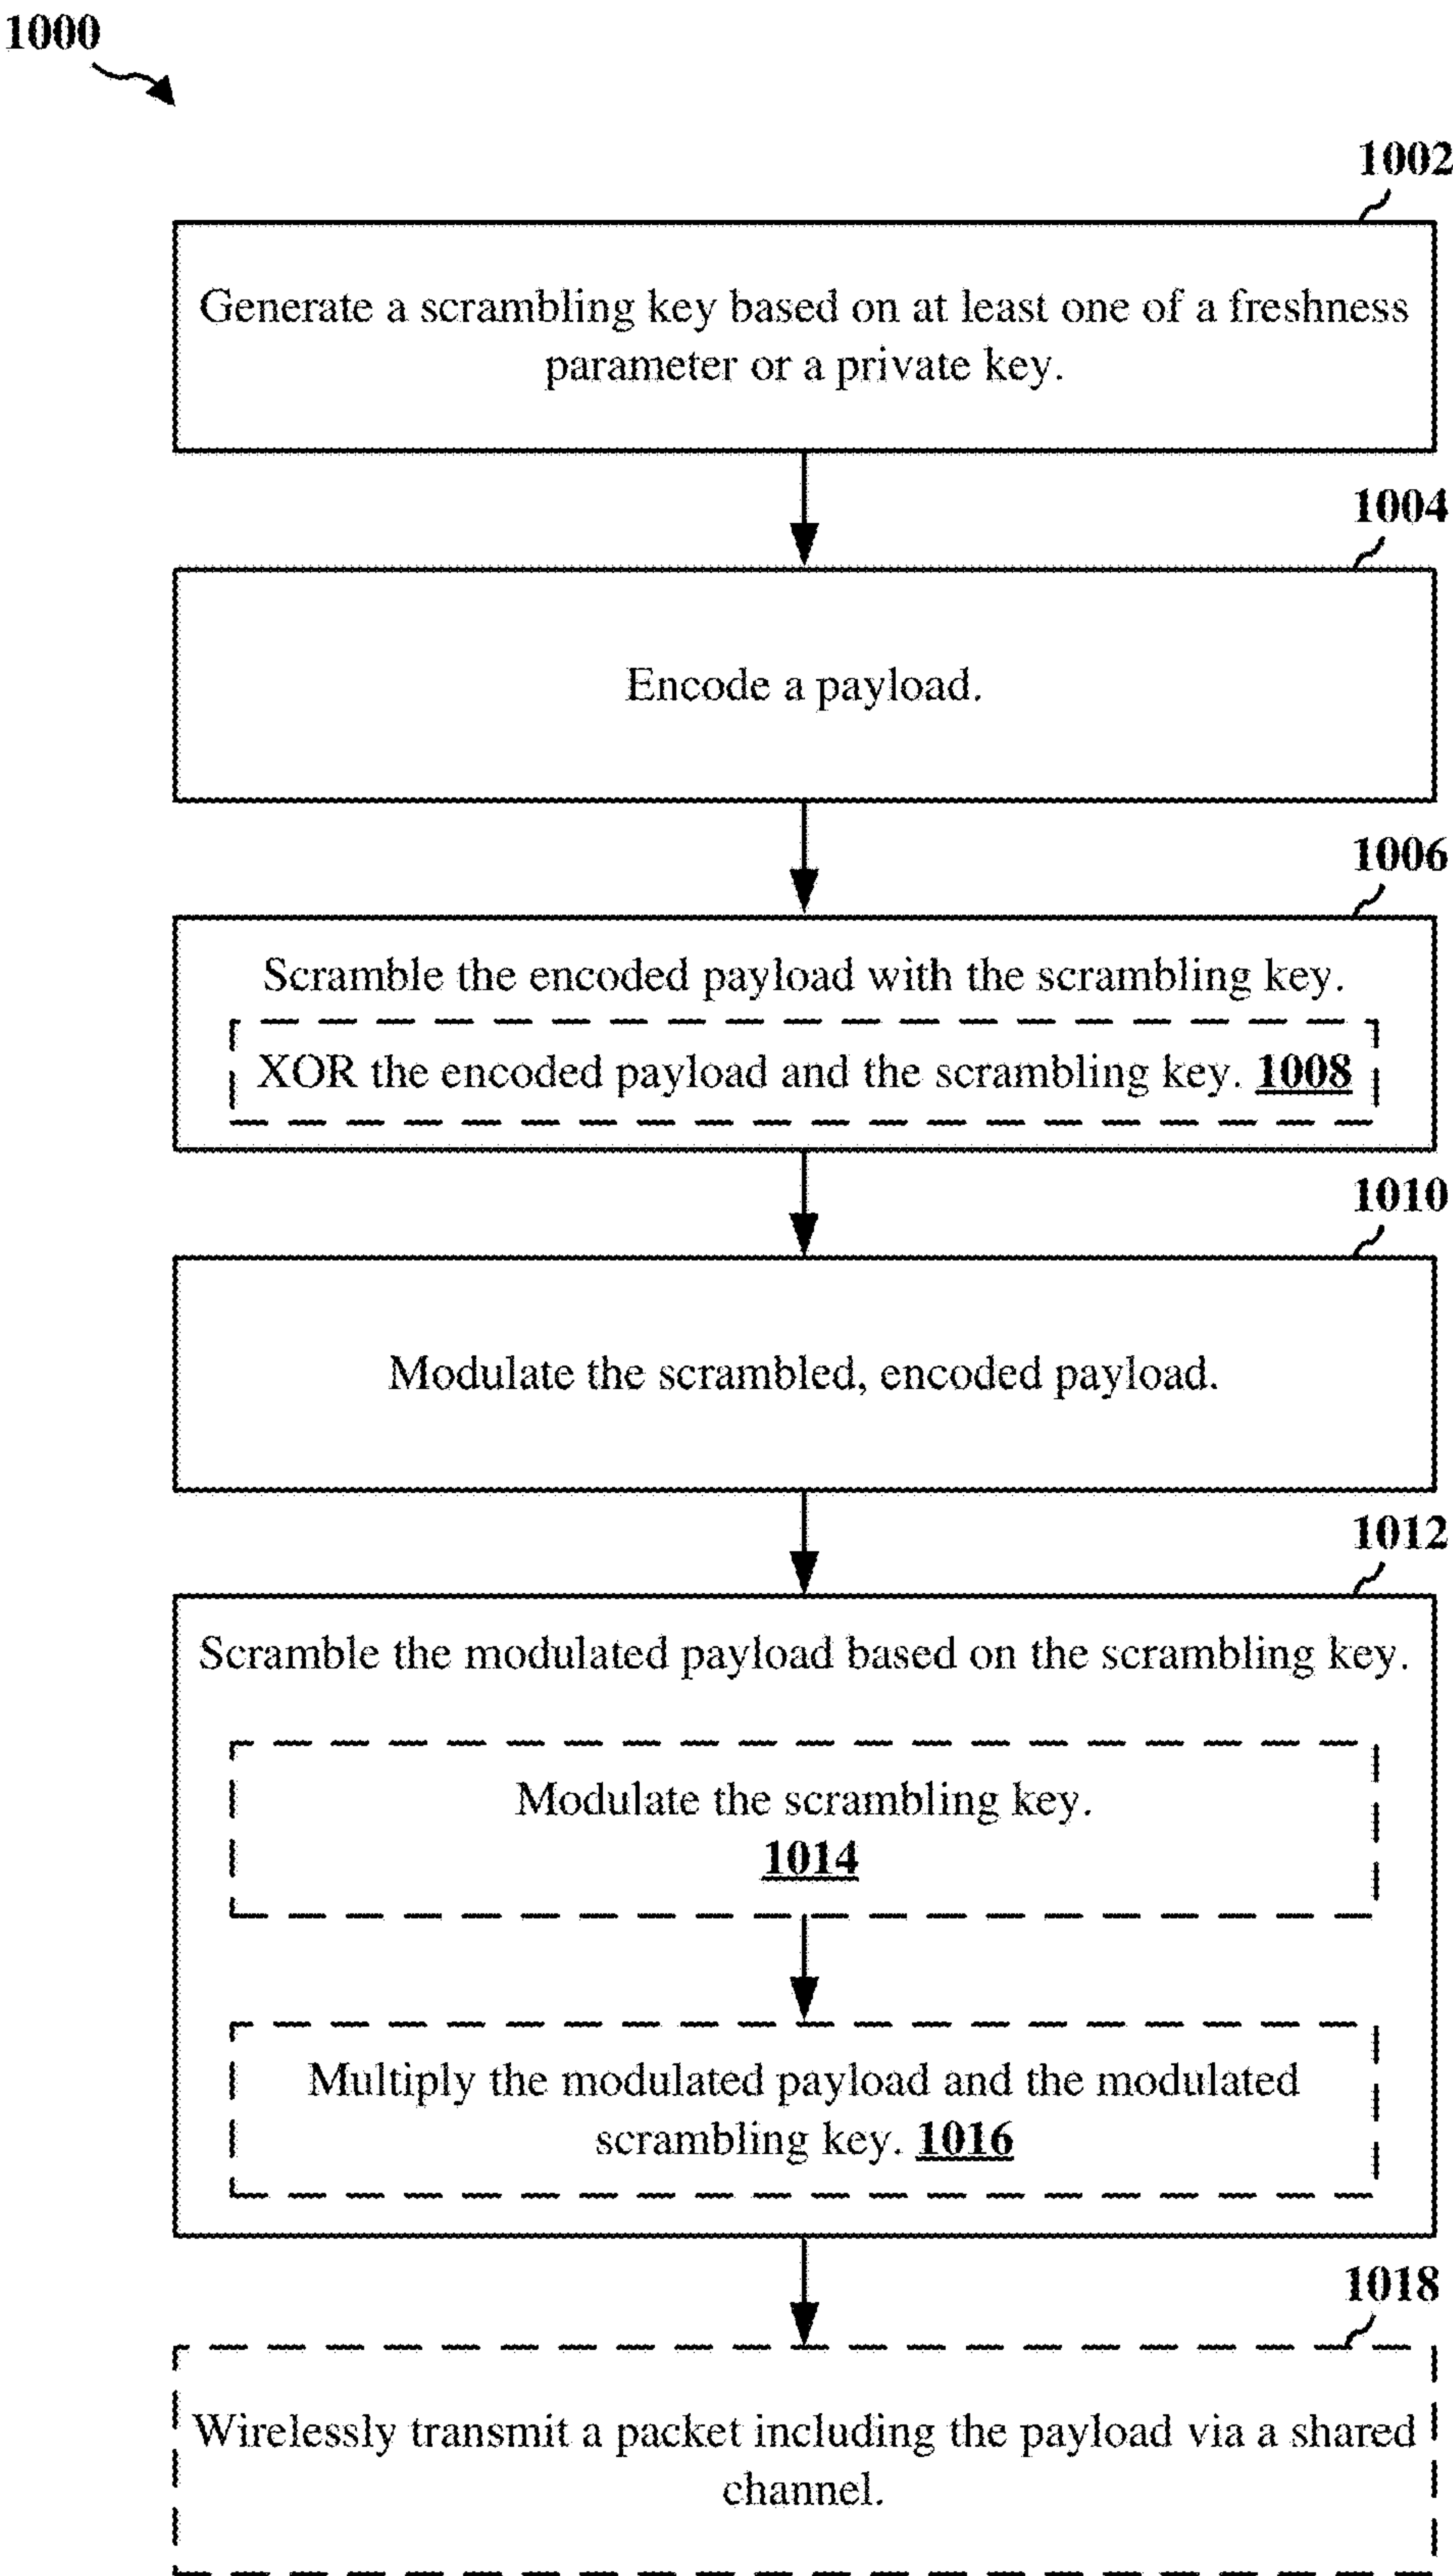 1000
1002
Generate a scrambling key based on at least one of a freshness
parameter or a private key.
1004
Encode a payload.
1006
Scramble the encoded payload with the scrambling key.
XOR the encoded payload and the scrambling key. 1008
1010
Modulate the scrambled, encoded payload.
1012
Scramble the modulated payload based on the scrambling key.
Modulate the scrambling key.
1014
Multiply the modulated payload and the modulated
scrambling key. 1016
1018
Wirelessly transmit a packet including the payload via a shared
channel.